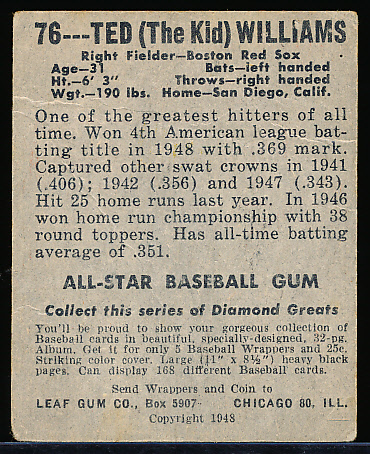 76---TED (The Kid) WILLIAMS
Right Fielder—Boston Red Sox
Age—31 Bats—left handed
Ht.—6' 3" Throws—right handed
Wgt.—190 lbs. Home—San Diego, Calif.
One of the greatest hitters of all
time. Won 4th American league bat-
ting title in 1948 with .369 mark.
Captured other swat crowns in 1941
(.406); 1942 (.356) and 1947 (.343).
Hit 25 home runs last year. In 1946
won home run championship with 38
round toppers. Has all-time batting
average of .351.
ALL-STAR BASEBALL GUM
Collect this series of Diamond Greats
You'll be proud to show your gorgeous collection of
Baseball cards in beautiful, specially-designed, 32-pg.
Album. Get it for only 5 Baseball Wrappers and 25c.
Striking color cover. Large (11" x 8½") heavy black
pages. Can display 168 different Baseball cards.
Send Wrappers and Coin to
LEAF GUM CO., Box 5907— CHICAGO 80, ILL.
Copyright 1948